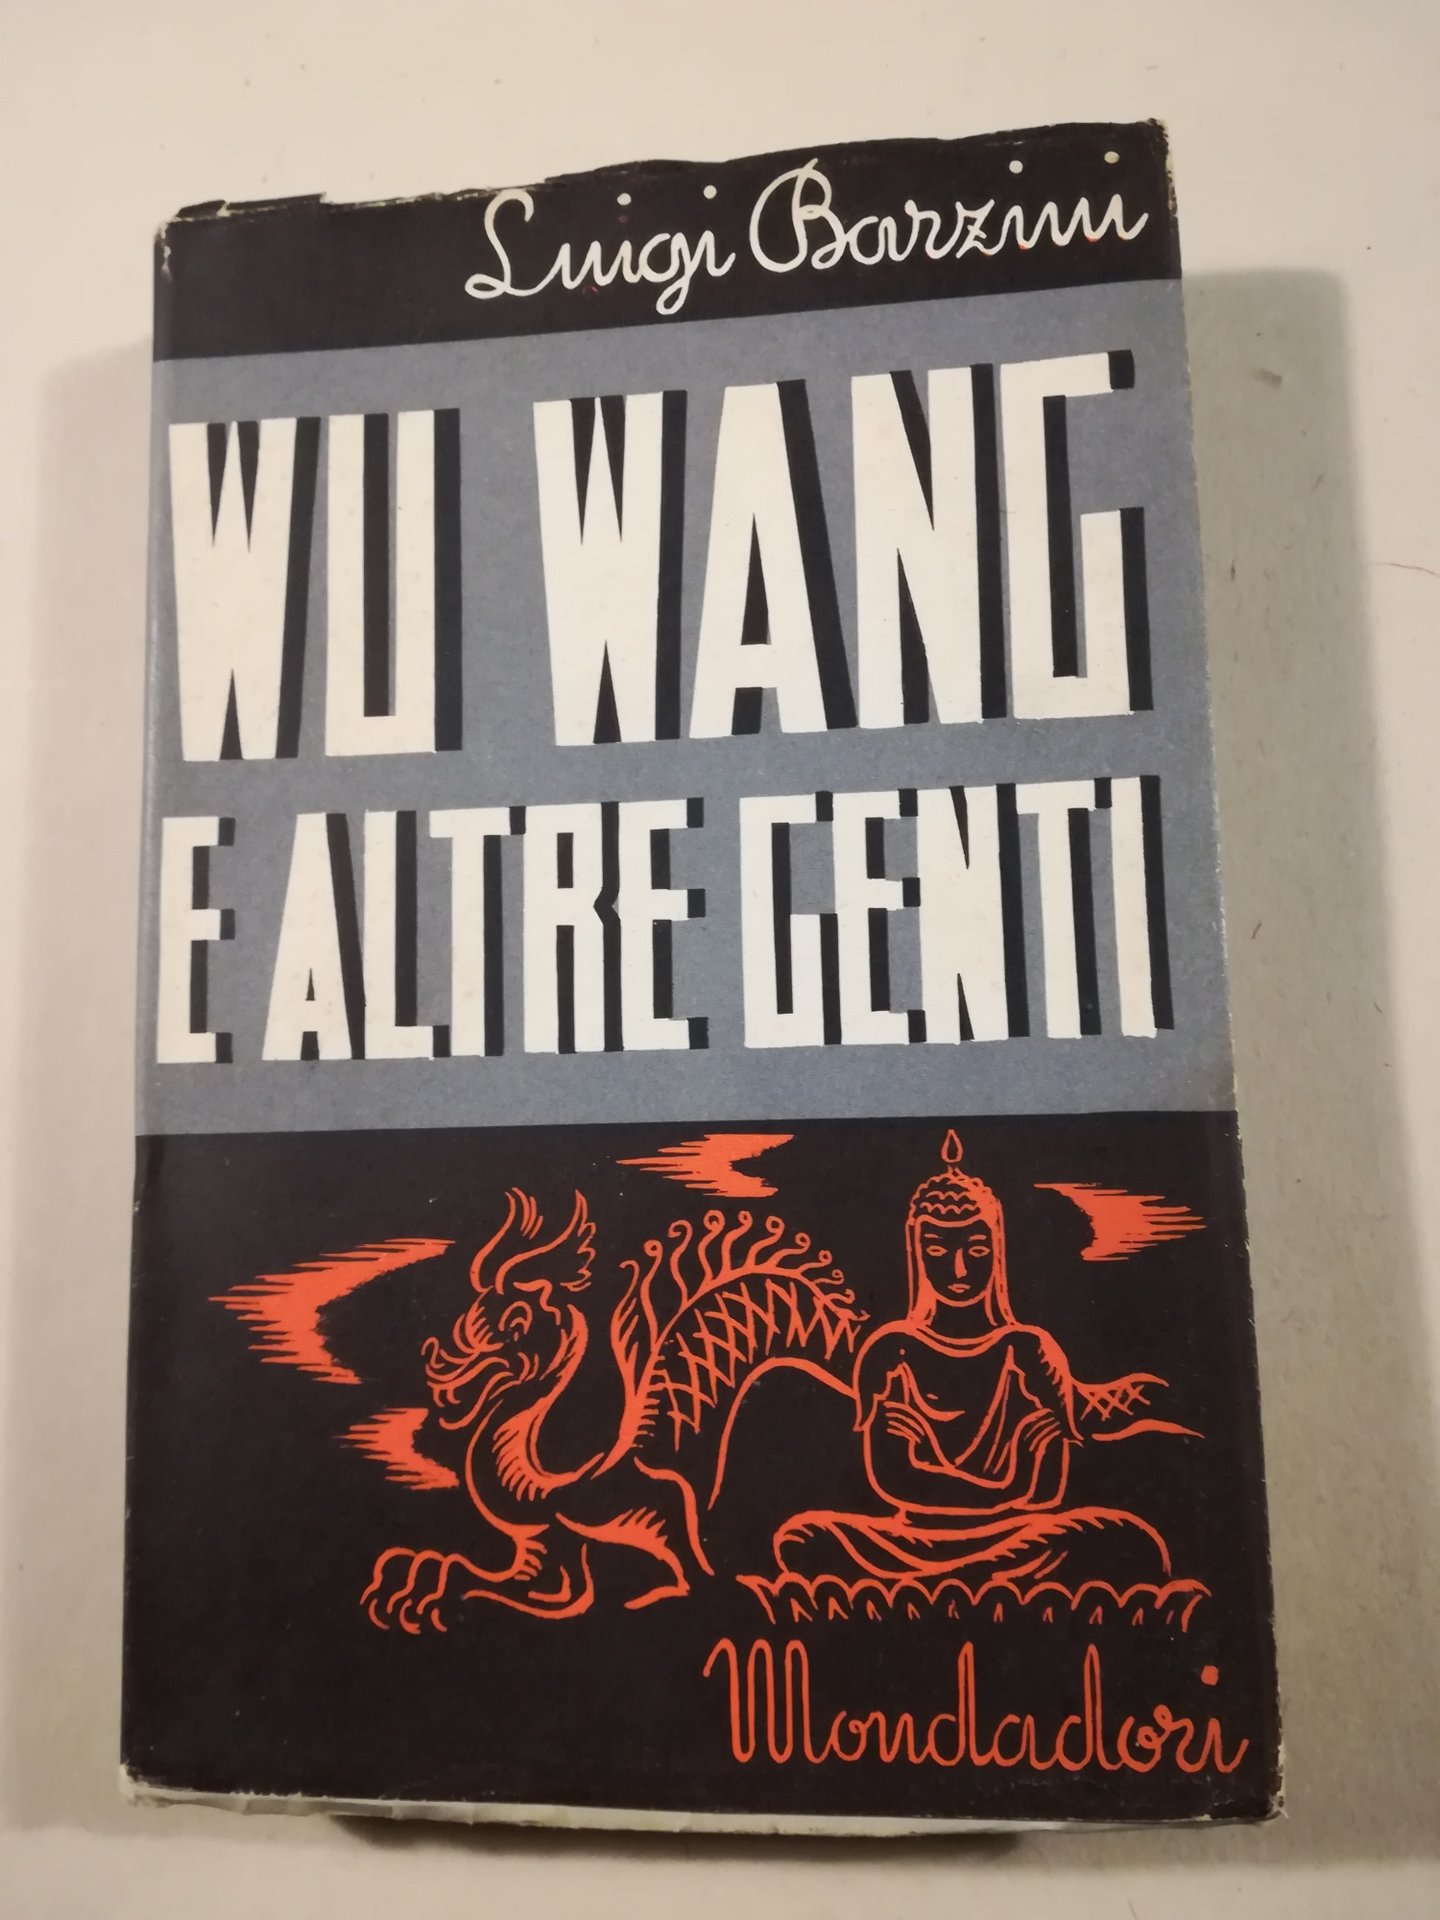 Luigi Barzini
WU WANG
E ALTRE GENTI
Mondadori